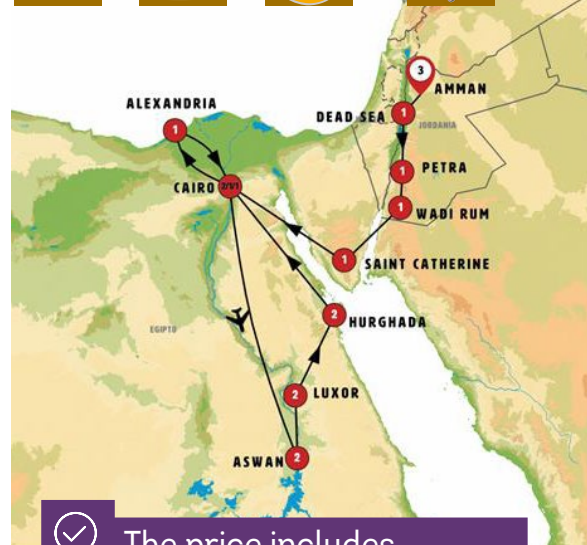 3
AMMAN
ALEXANDRIA
1
DEAD SEA 1
JORDANIA
1 PETRA
CAIRO 2/1/1
1 WADI RUM
1 SAINT CATHERINE
2 HURGHADA
EGIPTO
2 LUXOR
ASWAN 2
The price includes